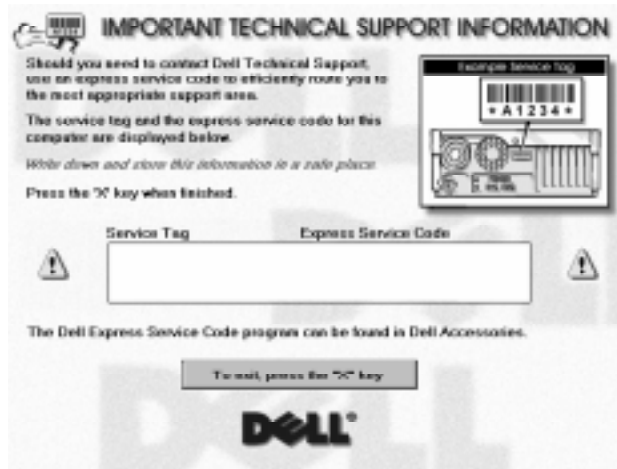 IMPORTANT TECHNICAL SUPPORT INFORMATION
Should you need to contact Dell Technical Support,
use an express service code to efficiently route you to
the most appropriate support area.
The service tag and the express service code for this
computer are displayed below.
Write down and store this information in a safe place.
Press the "X" key when finished.
Example Service Tag
*A1234*
Service Tag Express Service Code
The Dell Express Service Code program can be found in Dell Accessories.
To exit, press the "X" key
DELL®